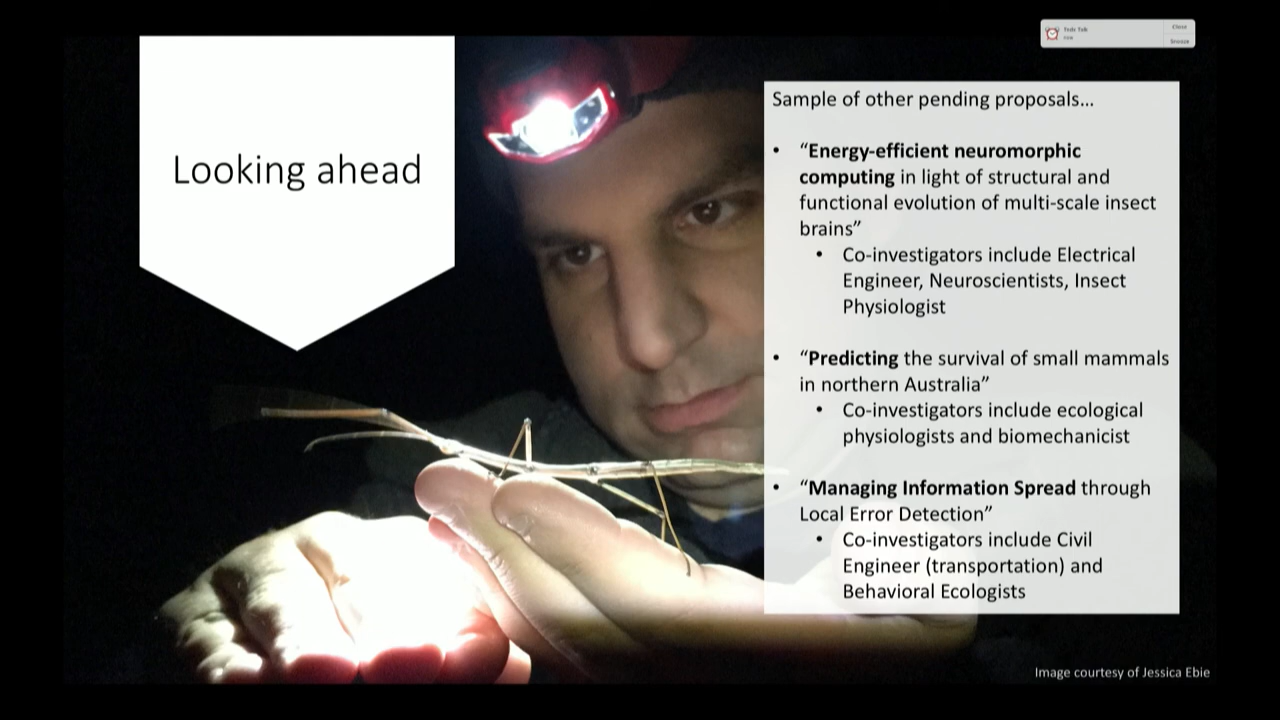 Close
Snooze
Looking ahead
Sample of other pending proposals...
• “Energy-efficient neuromorphic
computing in light of structural and
functional evolution of multi-scale insect
brains”
• Co-investigators include Electrical
Engineer, Neuroscientists, Insect
Physiologist
• “Predicting the survival of small mammals
in northern Australia”
• Co-investigators include ecological
physiologists and biomechanicist
• “Managing Information Spread through
Local Error Detection”
• Co-investigators include Civil
Engineer (transportation) and
Behavioral Ecologists
Image courtesy of Jessica Ebie